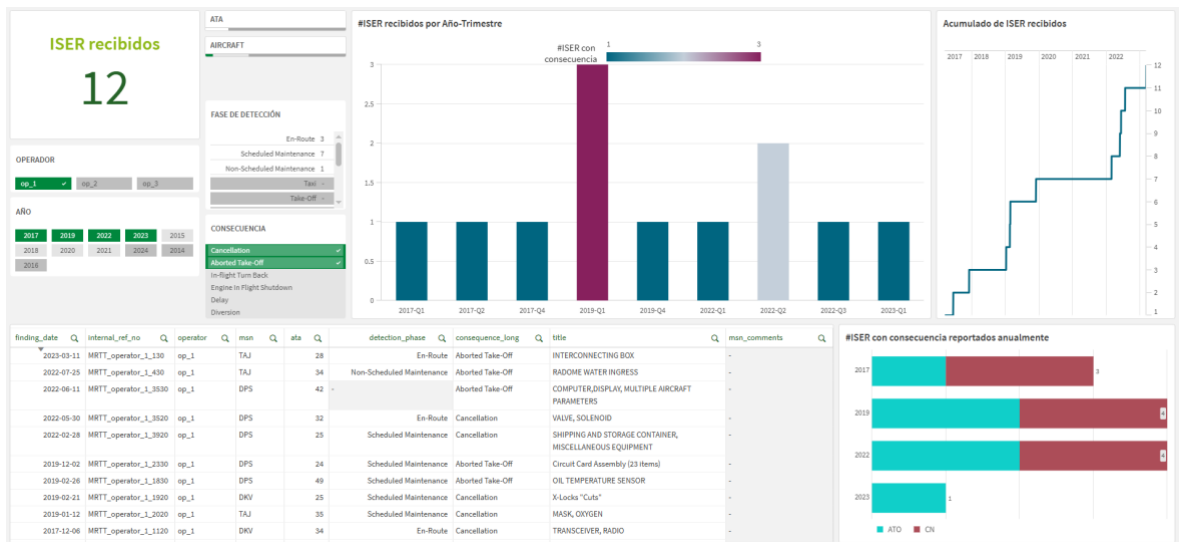 ISER recibidos
12
OPERADOR
op_1
op_2
op_3
AÑO
2017 2019 2022 2023 2015
2018 2020 2021 2024 2014
2016
ATA
AIRCRAFT
FASE DE DETECCIÓN
En-Route 3
Scheduled Maintenance 7
Non-Scheduled Maintenance 1
Taxi -
Take-Off -
CONSECUENCIA
Cancellation
Aborted Take-Off
In-Flight Turn Back
Engine In Flight Shutdown
Delay
Diversion
#ISER recibidos por Año-Trimestre
#ISER con
consecuencia
1 3
3
2.5
2
1.5
1
0.5
0
2017-Q1 2017-Q2 2017-Q4 2019-Q1 2019-Q4 2022-Q1 2022-Q2 2022-Q3 2023-Q1
Acumulado de ISER recibidos
2017 2018 2019 2020 2021 2022
12
11
10
9
8
7
6
5
4
3
2
1
finding_date internal_ref_no operator msn ata detection_phase consequence_long title msn_comments
2023-03-11 MRTT_operator_1_130 op_1 TAJ 28 En-Route Aborted Take-Off INTERCONNECTING BOX -
2022-07-25 MRTT_operator_1_430 op_1 TAJ 34 Non-Scheduled Maintenance Aborted Take-Off RADOME WATER INGRESS -
2022-06-11 MRTT_operator_1_3530 op_1 DPS 42 - Aborted Take-Off COMPUTER,DISPLAY, MULTIPLE AIRCRAFT -
PARAMETERS
2022-05-30 MRTT_operator_1_3520 op_1 DPS 32 En-Route Cancellation VALVE, SOLENOID -
2022-02-28 MRTT_operator_1_3920 op_1 DPS 25 Scheduled Maintenance Cancellation SHIPPING AND STORAGE CONTAINER, -
MISCELLANEOUS EQUIPMENT
2019-12-02 MRTT_operator_1_2330 op_1 DPS 24 Scheduled Maintenance Aborted Take-Off Circuit Card Assembly (23 items) -
2019-02-26 MRTT_operator_1_1830 op_1 DPS 49 Scheduled Maintenance Aborted Take-Off OIL TEMPERATURE SENSOR -
2019-02-21 MRTT_operator_1_1920 op_1 DKV 25 Scheduled Maintenance Cancellation X-Locks "Cuts" -
2019-01-12 MRTT_operator_1_2020 op_1 TAJ 35 Scheduled Maintenance Cancellation MASK, OXYGEN -
2017-12-06 MRTT_operator_1_1120 op_1 DKV 34 En-Route Cancellation TRANSCEIVER, RADIO -
#ISER con consecuencia reportados anualmente
2017 3
2019 4
2022 4
2023 1
ATO CN